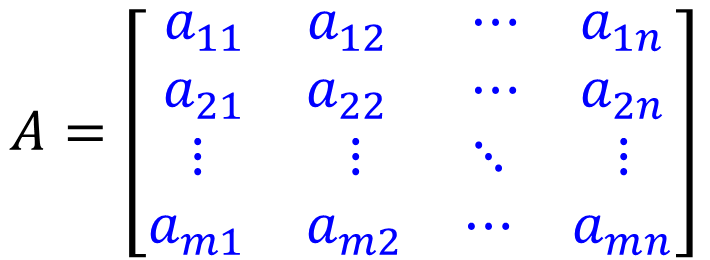 a₁₁ a₁₂ ⋯ a₁ₙ
a₂₁ a₂₂ ⋯ a₂ₙ
A = ⋮ ⋮ ⋱ ⋮
aₘ₁ aₘ₂ ⋯ aₘₙ